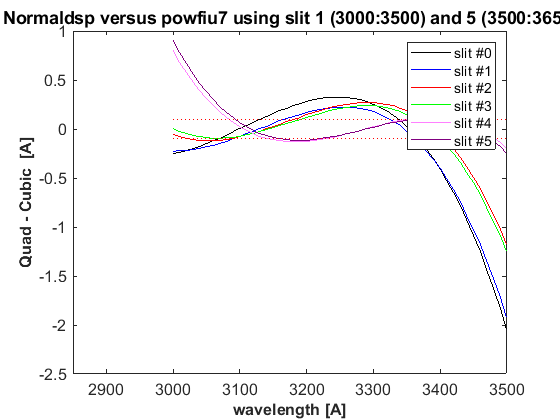 Normaldsp versus powfiu7 using slit 1 (3000:3500) and 5 (3500:365
1
0.5
0
-0.5
-1
-1.5
-2
-2.5
Quad - Cubic [A]
slit #0
slit #1
slit #2
slit #3
slit #4
slit #5
2900 3000 3100 3200 3300 3400 3500
wavelength [A]